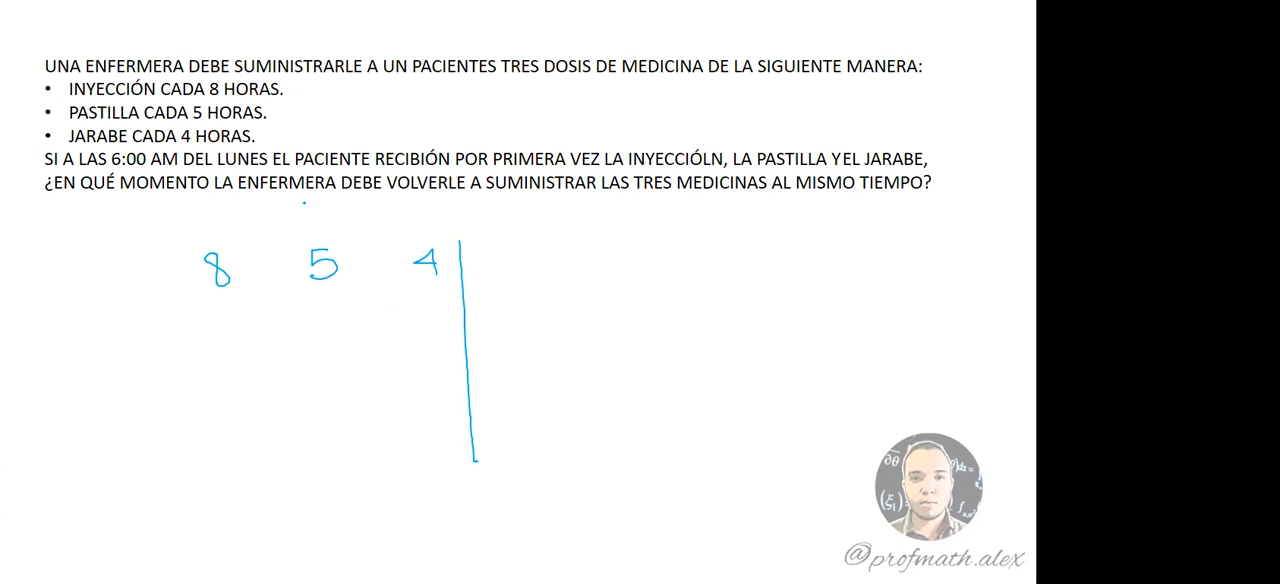 UNA ENFERMERA DEBE SUMINISTRARLE A UN PACIENTES TRES DOSIS DE MEDICINA DE LA SIGUIENTE MANERA:
• INYECCIÓN CADA 8 HORAS.
• PASTILLA CADA 5 HORAS.
• JARABE CADA 4 HORAS.
SI A LAS 6:00 AM DEL LUNES EL PACIENTE RECIBIÓN POR PRIMERA VEZ LA INYECCIÓLN, LA PASTILLA Y EL JARABE,
¿EN QUÉ MOMENTO LA ENFERMERA DEBE VOLVERLE A SUMINISTRAR LAS TRES MEDICINAS AL MISMO TIEMPO?
8 5 4
@profmath.alex